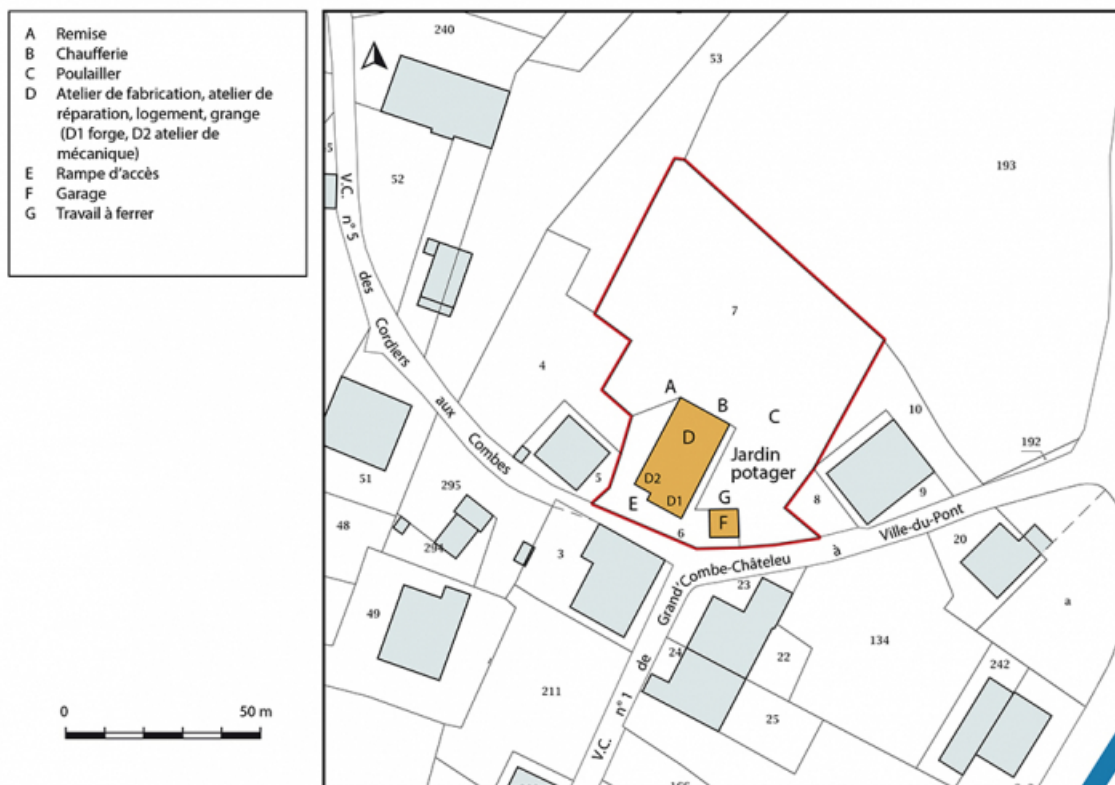 A Remise
B Chaufferie
C Poulailler
D Atelier de fabrication, atelier de
réparation, logement, grange
(D1 forge, D2 atelier de
mécanique)
E Rampe d'accès
F Garage
G Travail à ferrer
0 50 m
240
53
193
5
52
V.C. n° 5 des Cordiers aux Combes
7
4
A
B
C
D
10
192
Jardin
potager
D2
D1
E
G
F
5
6
8
9
51
295
294
48
3
49
V.C. n° 1 de Grand'Combe-Châteleu à Ville-du-Pont
20
a
23
134
24
22
242
211
25